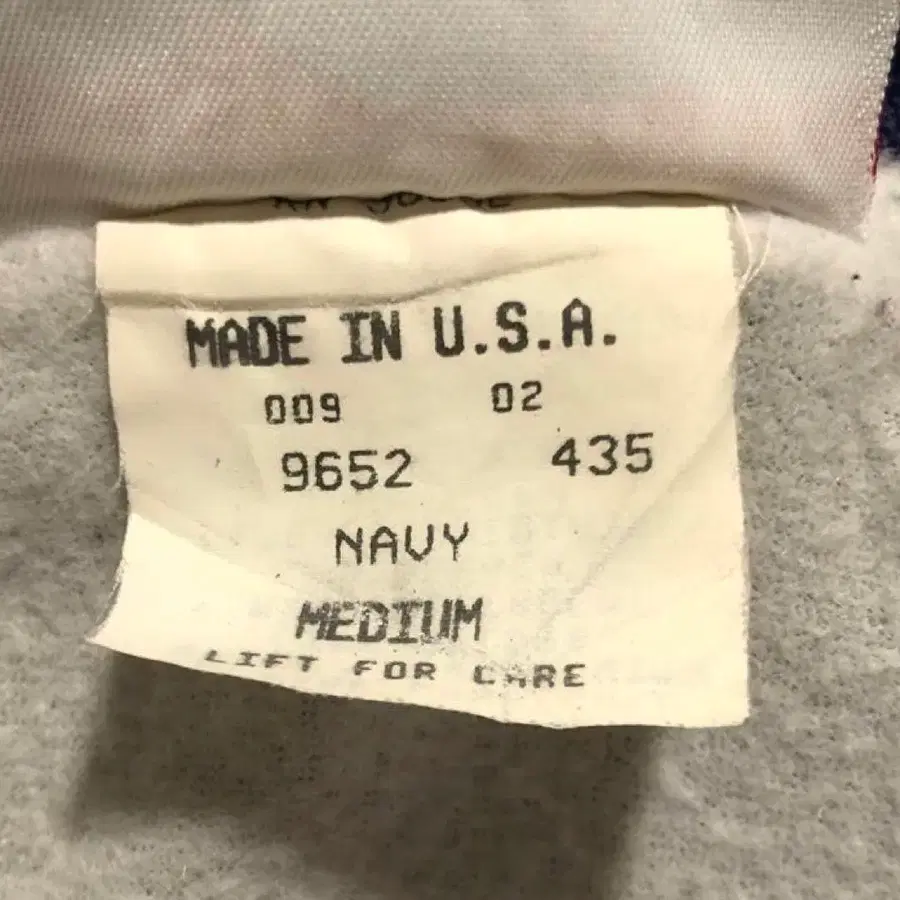 MADE IN U.S.A.
009 02
9652 435
NAVY
MEDIUM
LIFT FOR CARE